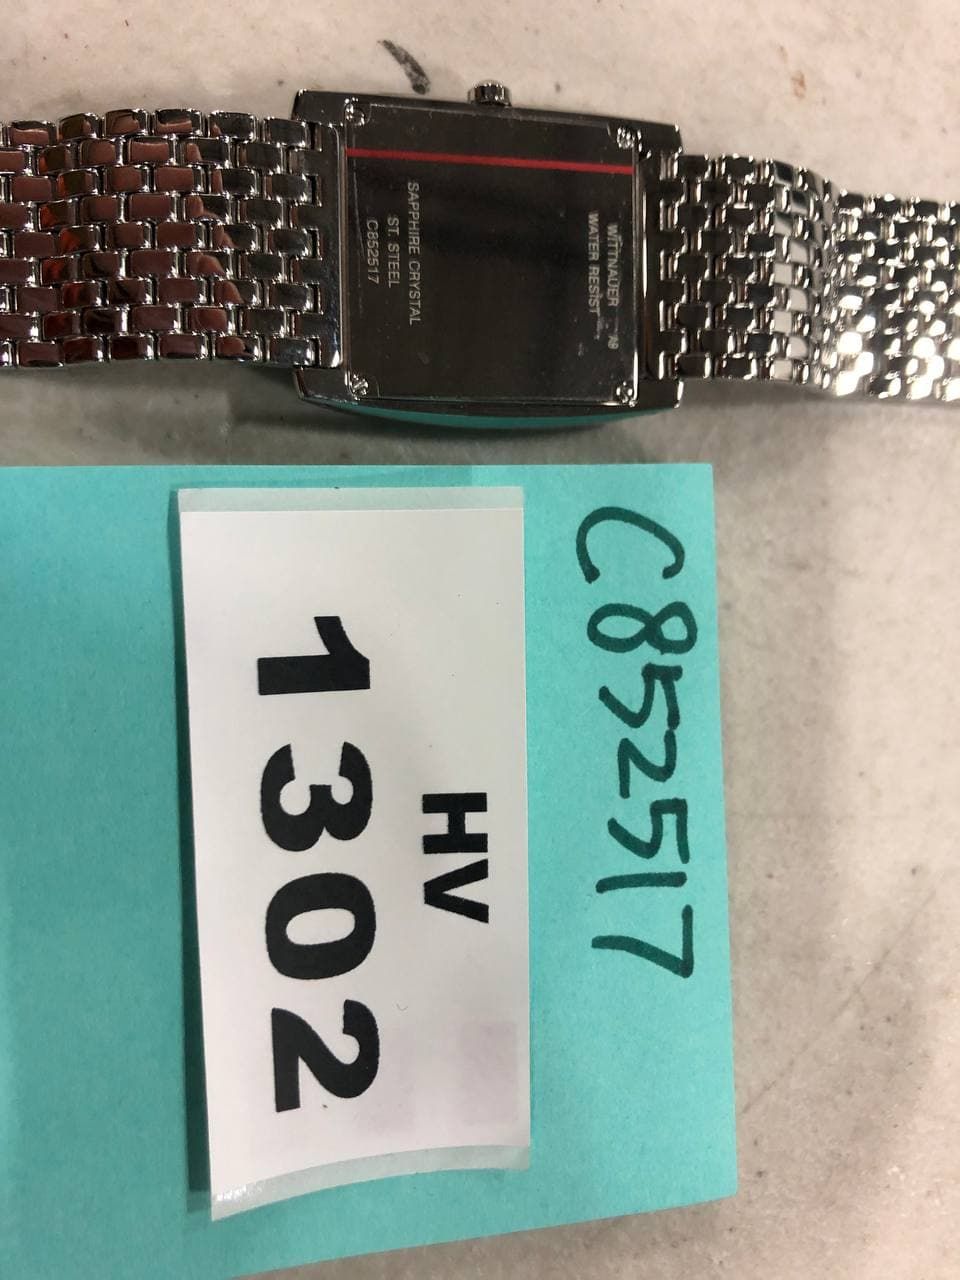 WITTNAUER
WATER RESIST
SAPPHIRE CRYSTAL
ST. STEEL
C852517
C852517
HV
1302